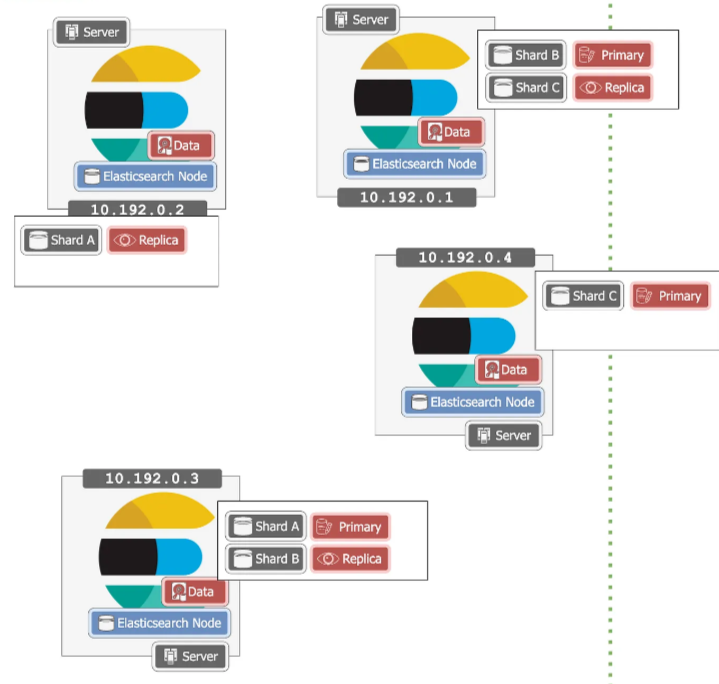 Server
Data
Elasticsearch Node
10.192.0.2
Shard A Replica
Server
Shard B Primary
Shard C Replica
Data
Elasticsearch Node
10.192.0.1
10.192.0.4
Shard C Primary
Data
Elasticsearch Node
Server
10.192.0.3
Shard A Primary
Shard B Replica
Data
Elasticsearch Node
Server